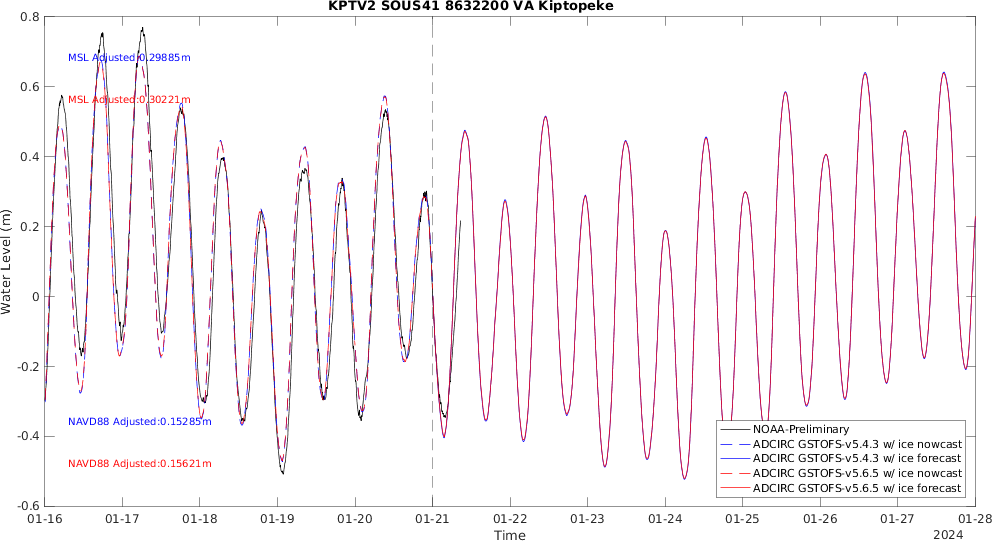 KPTV2 SOUS41 8632200 VA Kiptopeke
0.8
0.6
0.4
0.2
0
-0.2
-0.4
-0.6
Water Level (m)
MSL Adjusted:0.29885m
MSL Adjusted:0.30221m
NAVD88 Adjusted:0.15285m
NAVD88 Adjusted:0.15621m
NOAA-Preliminary
ADCIRC GSTOFS-v5.4.3 w/ ice nowcast
ADCIRC GSTOFS-v5.4.3 w/ ice forecast
ADCIRC GSTOFS-v5.6.5 w/ ice nowcast
ADCIRC GSTOFS-v5.6.5 w/ ice forecast
01-16 01-17 01-18 01-19 01-20 01-21 01-22 01-23 01-24 01-25 01-26 01-27 01-28
Time
2024